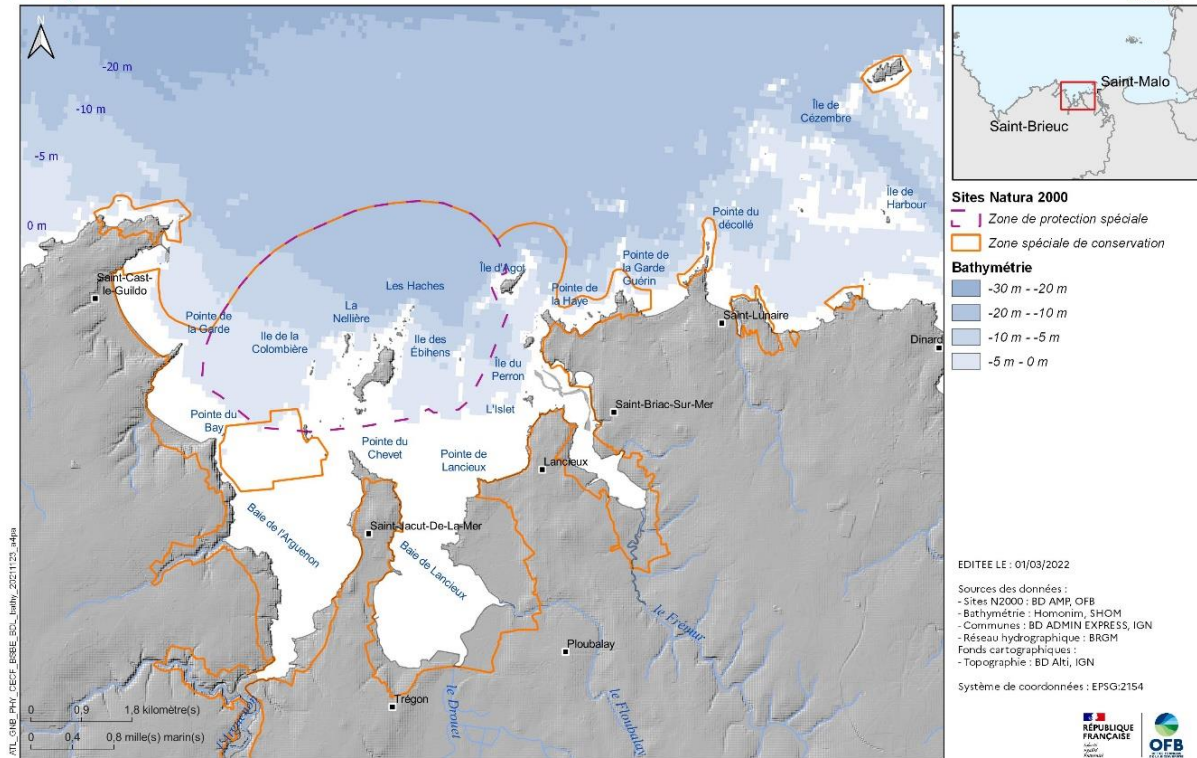 N
-20 m
-10 m
-5 m
0 m
Île de
Cézembre
Île de
Harbour
Pointe du
décollé
Pointe de
la Garde
Guérin
Île d'Agot
Pointe de
la Haye
Saint-Cast-
le-Guildo
Pointe de
la Garde
La
Nellière
Les Haches
Ile de la
Colombière
Ile des
Ébihens
Île du
Perron
Saint-Lunaire
Dinard
L'Islet
Saint-Briac-Sur-Mer
Pointe du
Bay
Pointe du
Chevet
Pointe de
Lancieux
Lancieux
Baie de l'Arguenon
Saint-Jacut-De-La-Mer
Baie de Lancieux
le Frémur
Ploubalay
Trégon
le Drouet
le Floubalay
0 0,9 1,8 kilomètre(s)
0 0,4 0,8 mille(s) marin(s)
Saint-Malo
Saint-Brieuc
Sites Natura 2000
Zone de protection spéciale
Zone spéciale de conservation
Bathymétrie
-30 m - -20 m
-20 m - -10 m
-10 m - -5 m
-5 m - 0 m
EDITEE LE : 01/03/2022
Sources des données :
- Sites N2000 : BD AMP, OFB
- Bathymétrie : Homonim, SHOM
- Communes : BD ADMIN EXPRESS, IGN
- Réseau hydrographique : BRGM
Fonds cartographiques :
- Topographie : BD Alti, IGN
Système de coordonnées : EPSG:2154
RÉPUBLIQUE
FRANÇAISE
Liberté
Égalité
Fraternité
OFB